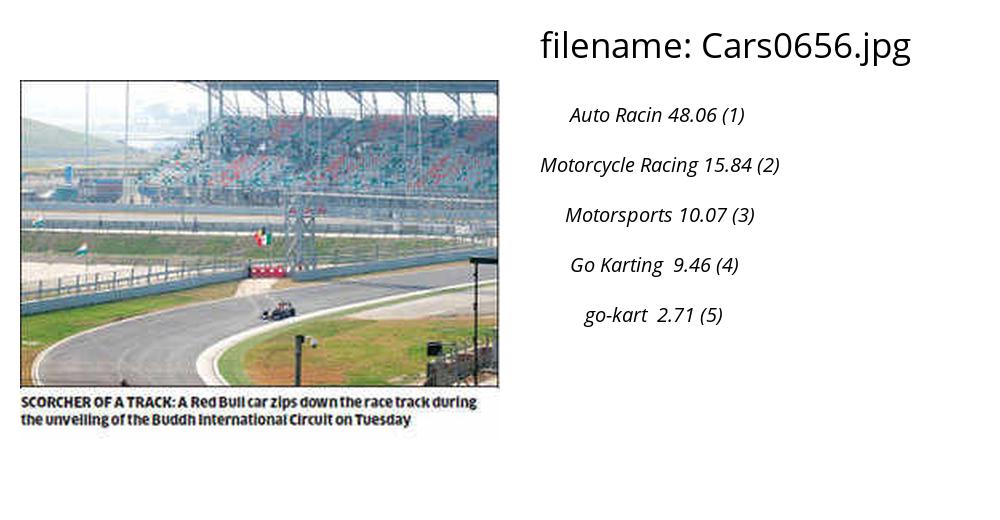 filename: Cars0656.jpg
Auto Racin 48.06 (1)
Motorcycle Racing 15.84 (2)
Motorsports 10.07 (3)
Go Karting  9.46 (4)
go-kart  2.71 (5)
SCORCHER OF A TRACK: A Red Bull car zips down the race track during
the unveiling of the Buddh International Circuit on Tuesday